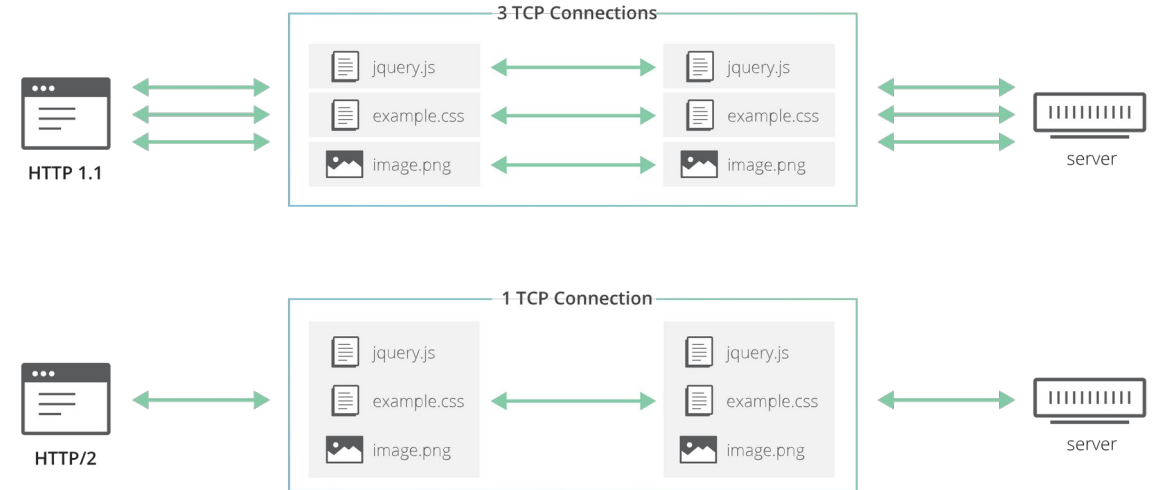 3 TCP Connections
jquery.js
jquery.js
example.css
example.css
image.png
image.png
HTTP 1.1
server
1 TCP Connection
jquery.js
jquery.js
example.css
example.css
image.png
image.png
HTTP/2
server